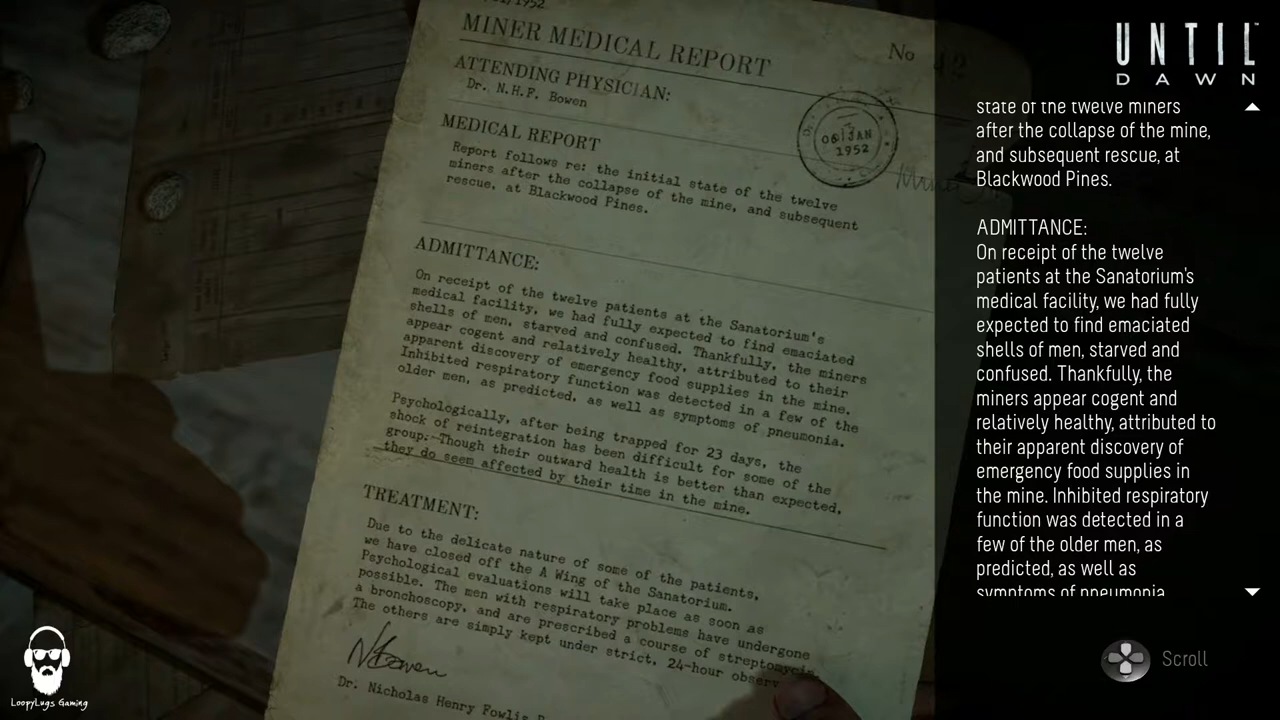 /1952
MINER MEDICAL REPORT
No 42
ATTENDING PHYSICIAN:
Dr. N.H.F. Bowen
06 JAN
1952
MEDICAL REPORT
Report follows re: the initial state of the twelve
miners after the collapse of the mine, and subsequent
rescue, at Blackwood Pines.
ADMITTANCE:
On receipt of the twelve patients at the Sanatorium's
medical facility, we had fully expected to find emaciated
shells of men, starved and confused. Thankfully, the miners
appear cogent and relatively healthy, attributed to their
apparent discovery of emergency food supplies in the mine.
Inhibited respiratory function was detected in a few of the
older men, as predicted, as well as symptoms of pneumonia.
Psychologically, after being trapped for 23 days, the
shock of reintegration has been difficult for some of the
group. Though their outward health is better than expected,
they do seem affected by their time in the mine.
TREATMENT:
Due to the delicate nature of some of the patients,
we have closed off the A Wing of the Sanatorium.
Psychological evaluations will take place as soon as
possible. The men with respiratory problems have undergone
a bronchoscopy, and are prescribed a course of streptomycin.
The others are simply kept under strict, 24-hour observ
NBowen
Dr. Nicholas Henry Fowlis B
UNTIL
DAWN
state of the twelve miners
after the collapse of the mine,
and subsequent rescue, at
Blackwood Pines.
ADMITTANCE:
On receipt of the twelve
patients at the Sanatorium's
medical facility, we had fully
expected to find emaciated
shells of men, starved and
confused. Thankfully, the
miners appear cogent and
relatively healthy, attributed to
their apparent discovery of
emergency food supplies in
the mine. Inhibited respiratory
function was detected in a
few of the older men, as
predicted, as well as
symptoms of pneumonia
Scroll
LoopyLugs Gaming